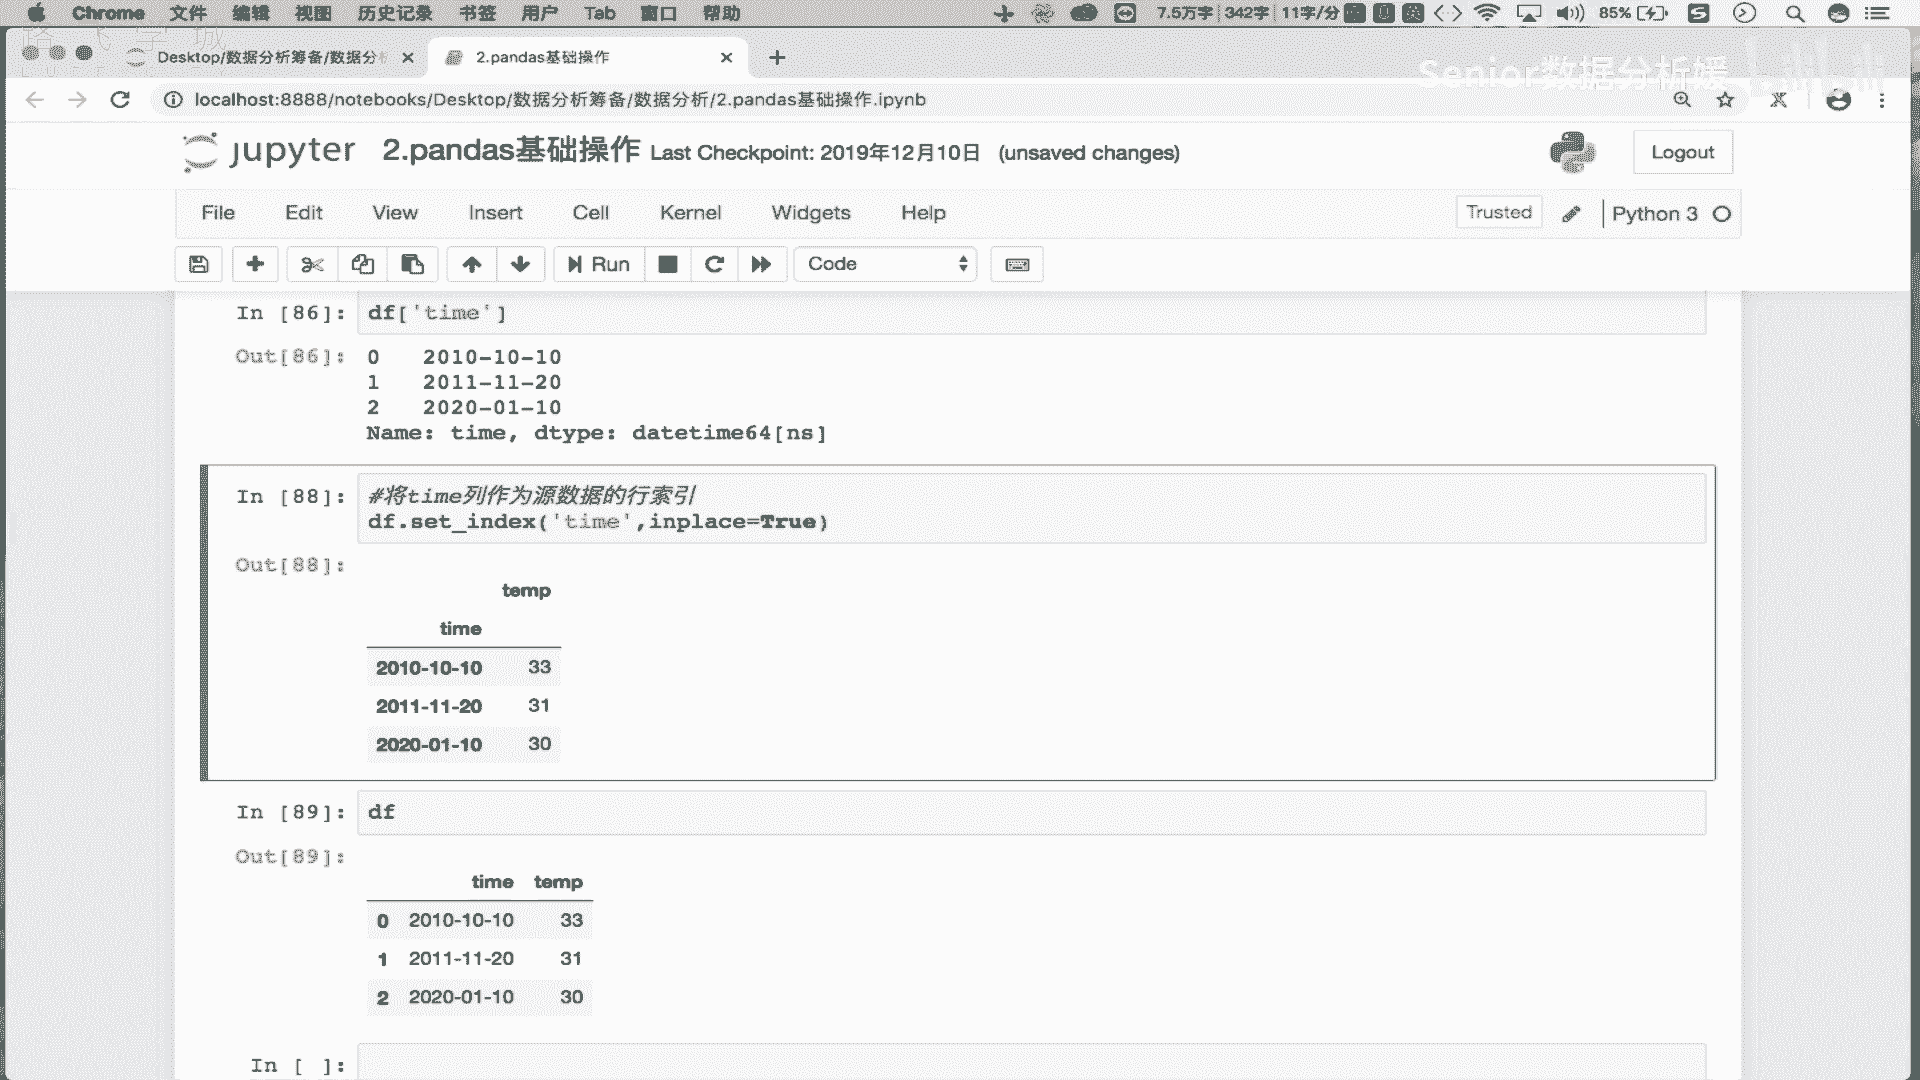 Chrome 文件 编辑 视图 历史记录 书签 用户 Tab 窗口 帮助 7.5万字 342字 11字/分 85%
Desktop/数据分析筹备/数据分析 2.pandas基础操作
Senior数据分析媛
localhost:8888/notebooks/Desktop/数据分析筹备/数据分析/2.pandas基础操作.ipynb
jupyter 2.pandas基础操作 Last Checkpoint: 2019年12月10日 (unsaved changes) Logout
File Edit View Insert Cell Kernel Widgets Help Trusted Python 3
Run Code
In [86]: df['time']
Out[86]: 0 2010-10-10
1 2011-11-20
2 2020-01-10
Name: time, dtype: datetime64[ns]
In [88]: #将time列作为源数据的行索引
df.set_index('time',inplace=True)
Out[88]:
temp
time
2010-10-10 33
2011-11-20 31
2020-01-10 30
In [89]: df
Out[89]:
time temp
0 2010-10-10 33
1 2011-11-20 31
2 2020-01-10 30
In [ ]: